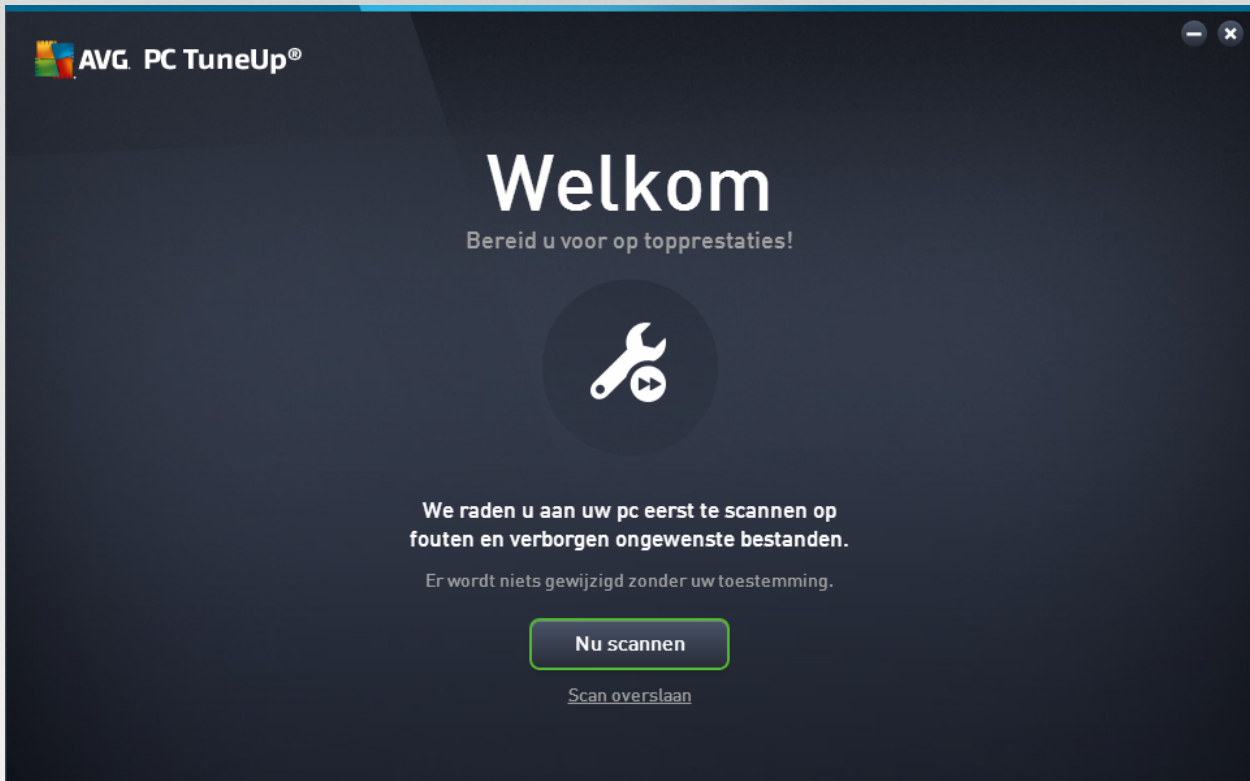 AVG. PC TuneUp®
Welkom
Bereid u voor op topprestaties!
We raden u aan uw pc eerst te scannen op
fouten en verborgen ongewenste bestanden.
Er wordt niets gewijzigd zonder uw toestemming.
Nu scannen
Scan overslaan